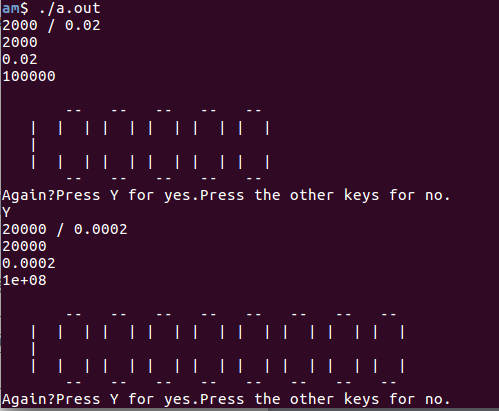 am$ ./a.out
2000 / 0.02
2000
0.02
100000
       --   --   --   --   --
   |  |  | |  | |  | |  | |  |
   |
   |  |  | |  | |  | |  | |  |
       --   --   --   --   --
Again?Press Y for yes.Press the other keys for no.
Y
20000 / 0.0002
20000
0.0002
1e+08
       --   --   --   --   --   --   --   --
   |  |  | |  | |  | |  | |  | |  | |  | |  |
   |
   |  |  | |  | |  | |  | |  | |  | |  | |  |
       --   --   --   --   --   --   --   --
Again?Press Y for yes.Press the other keys for no.